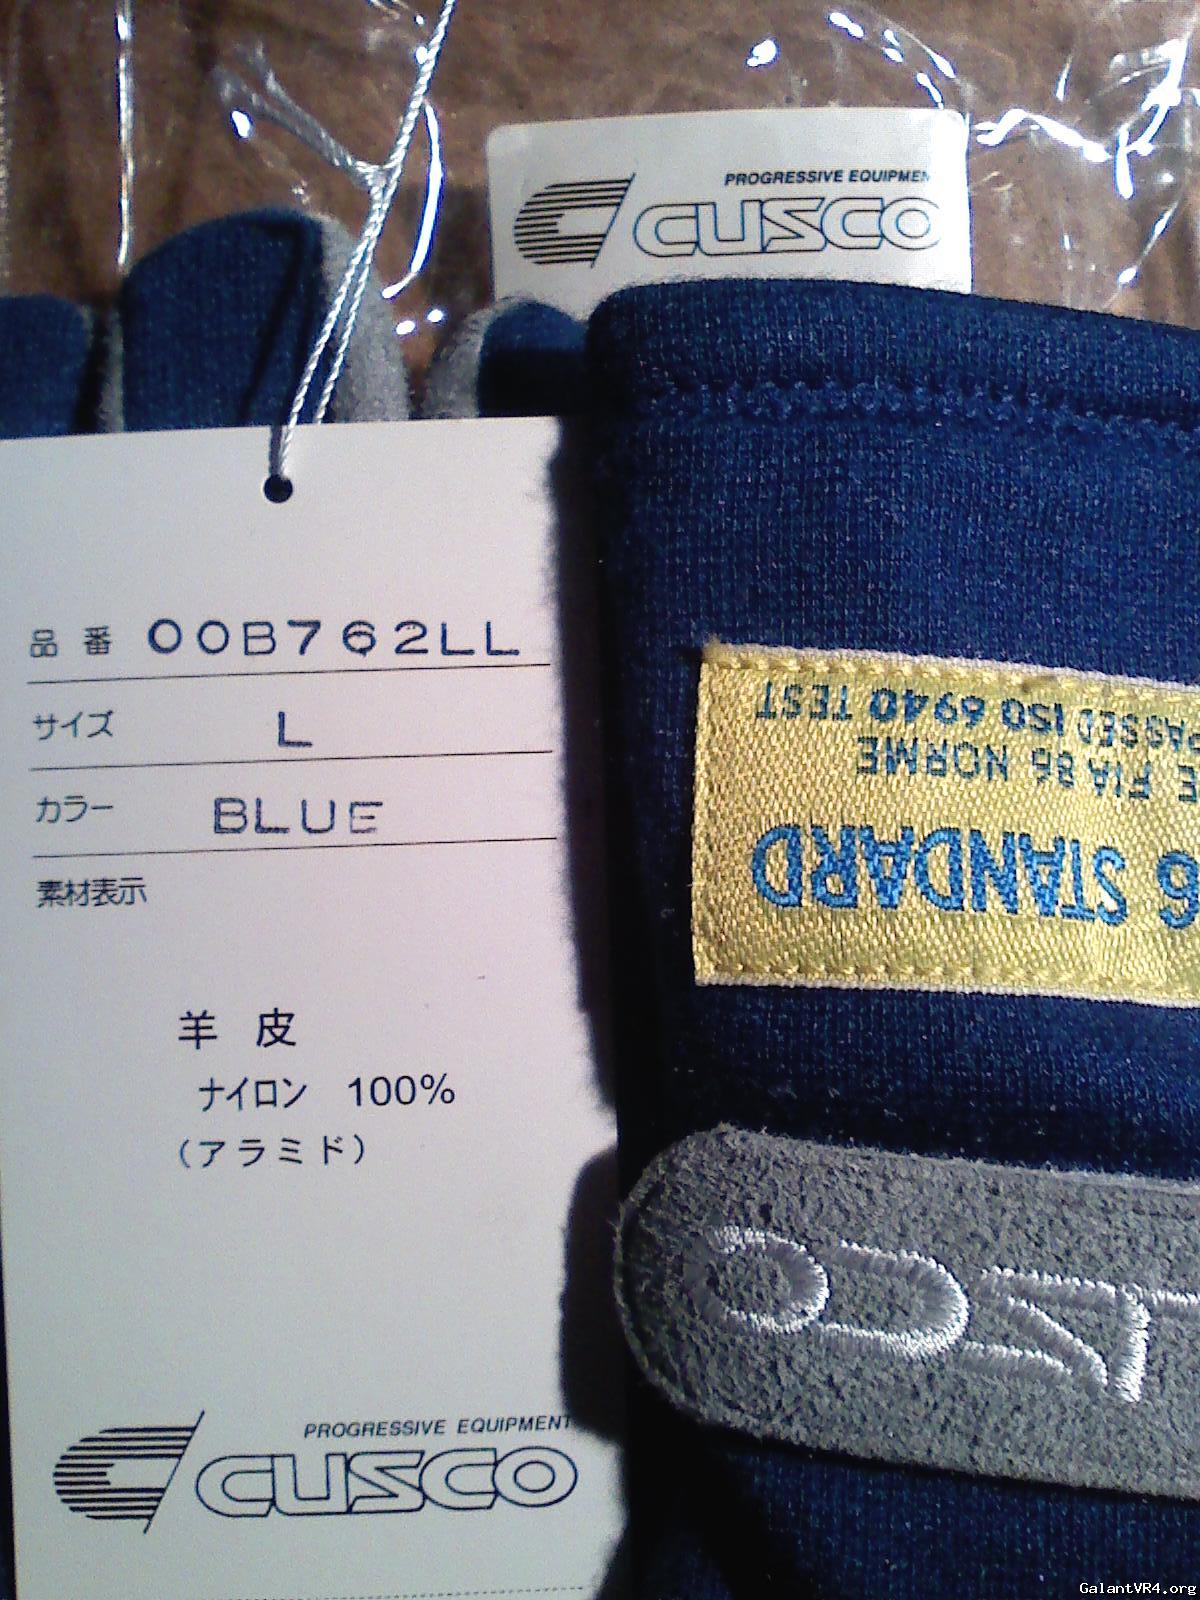 PROGRESSIVE EQUIPMEN
CUSCO
品番 00B762LL
サイズ L
カラー BLUE
素材表示
羊皮
ナイロン 100%
(アラミド)
PROGRESSIVE EQUIPMENT
CUSCO
6 STANDARD
E FIA 86 NORME
PASSED ISO 6940 TEST
CUSCO
GalantVR4.org